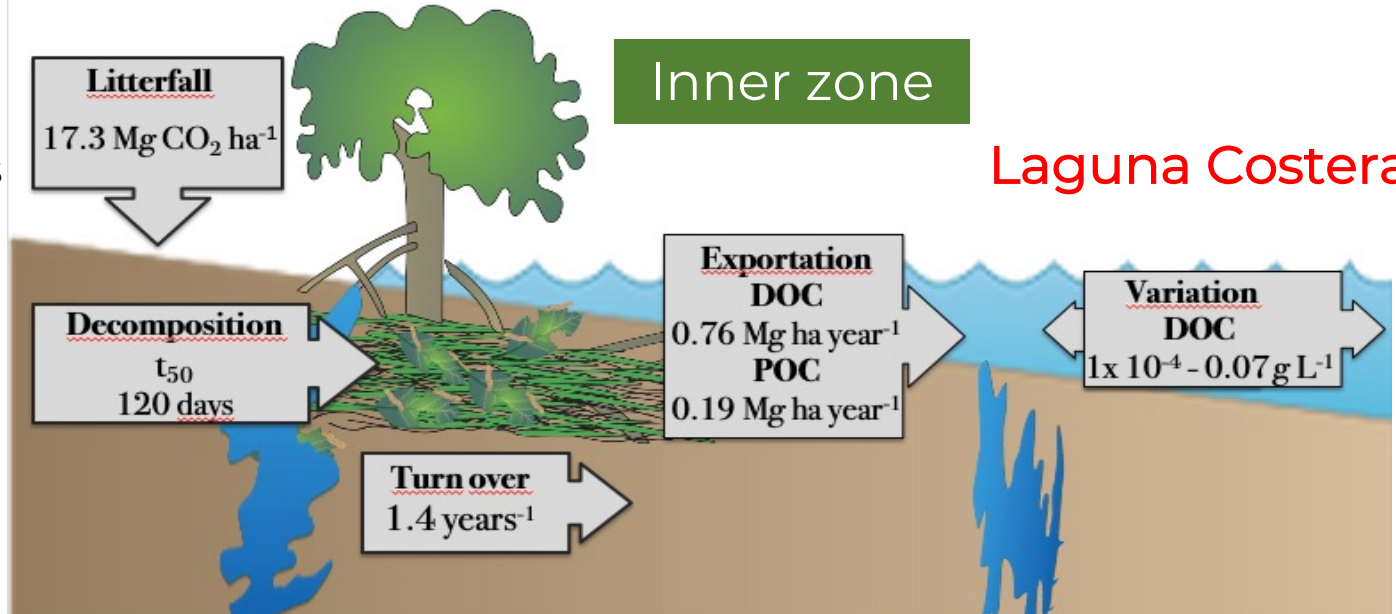 Inner zone
Laguna Costera
Litterfall
17.3 Mg CO₂ ha⁻¹
Decomposition
t₅₀
120 days
Turn over
1.4 years⁻¹
Exportation
DOC
0.76 Mg ha year⁻¹
POC
0.19 Mg ha year⁻¹
Variation
DOC
1x 10⁻⁴ - 0.07 g L⁻¹